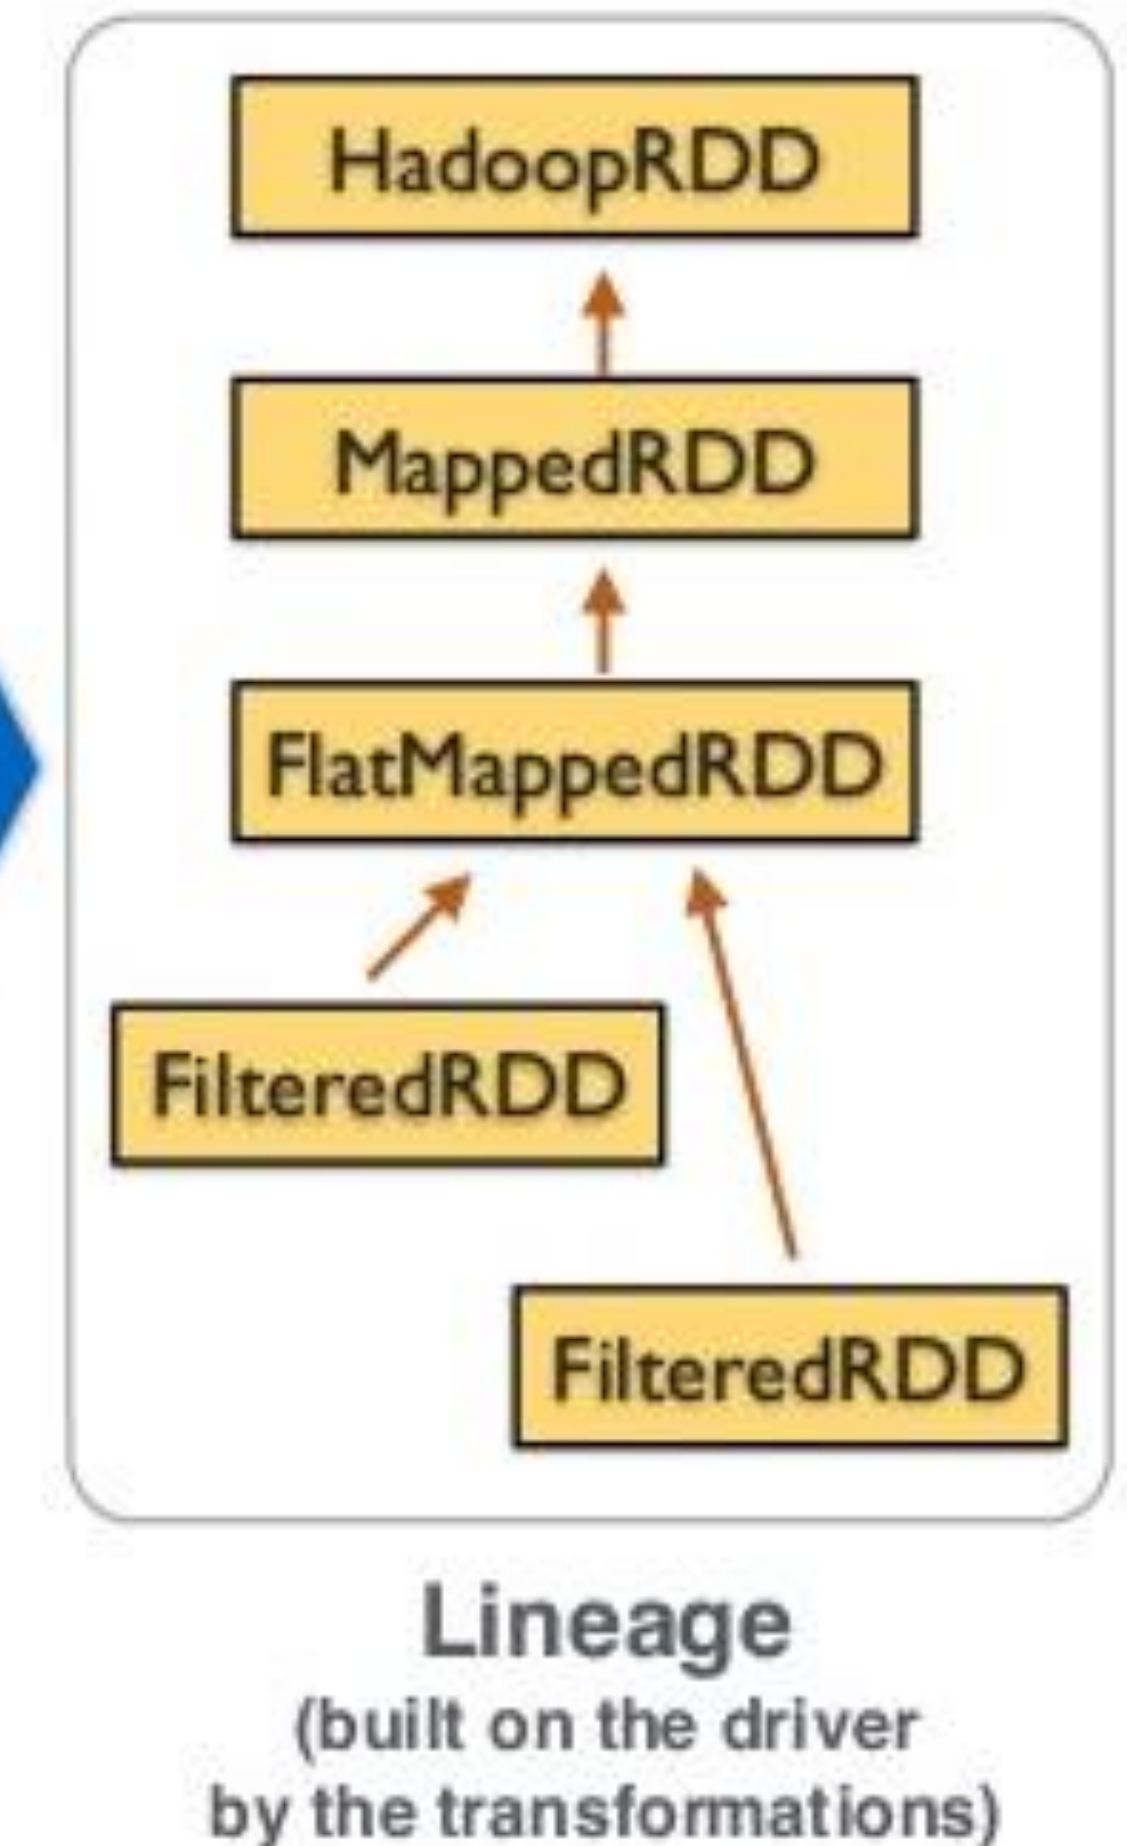 HadoopRDD
MappedRDD
FlatMappedRDD
FilteredRDD
FilteredRDD
Lineage
(built on the driver
by the transformations)